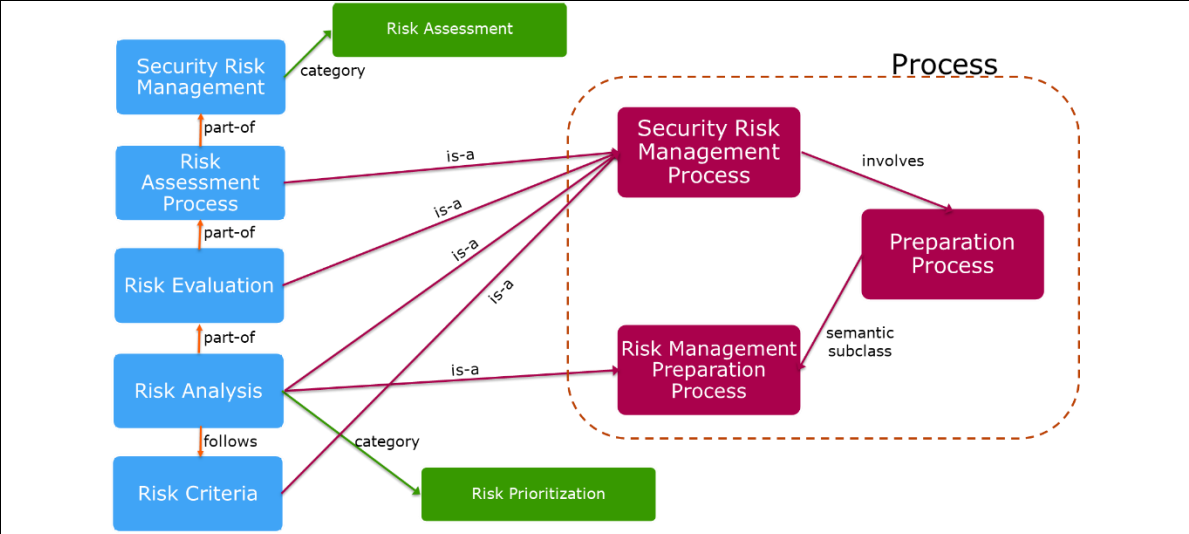 Risk Assessment
Process
Security Risk
Management
category
part-of
Security Risk
Management
Process
involves
Risk
Assessment
Process
is-a
part-of
is-a
Preparation
Process
Risk Evaluation
is-a
is-a
part-of
semantic
subclass
Risk Management
Preparation
Process
Risk Analysis
is-a
follows
category
Risk Criteria
Risk Prioritization